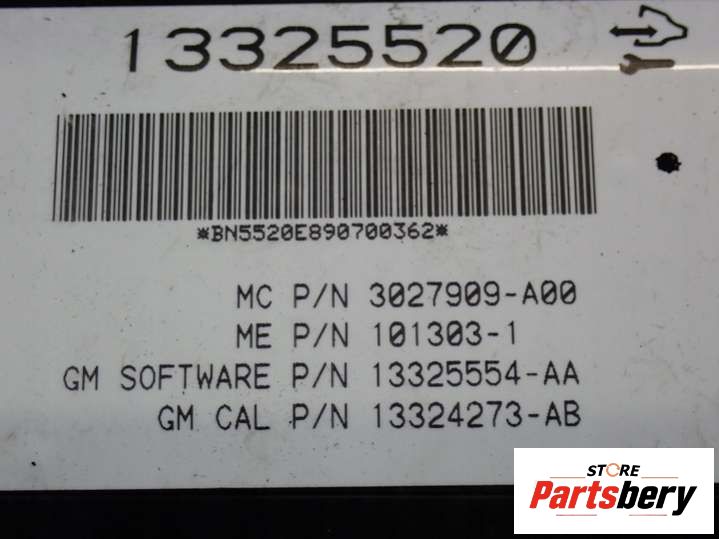 13325520
*BN5520E890700362*
MC P/N 3027909-A00
ME P/N 101303-1
GM SOFTWARE P/N 13325554-AA
GM CAL P/N 13324273-AB
STORE
Partsbery